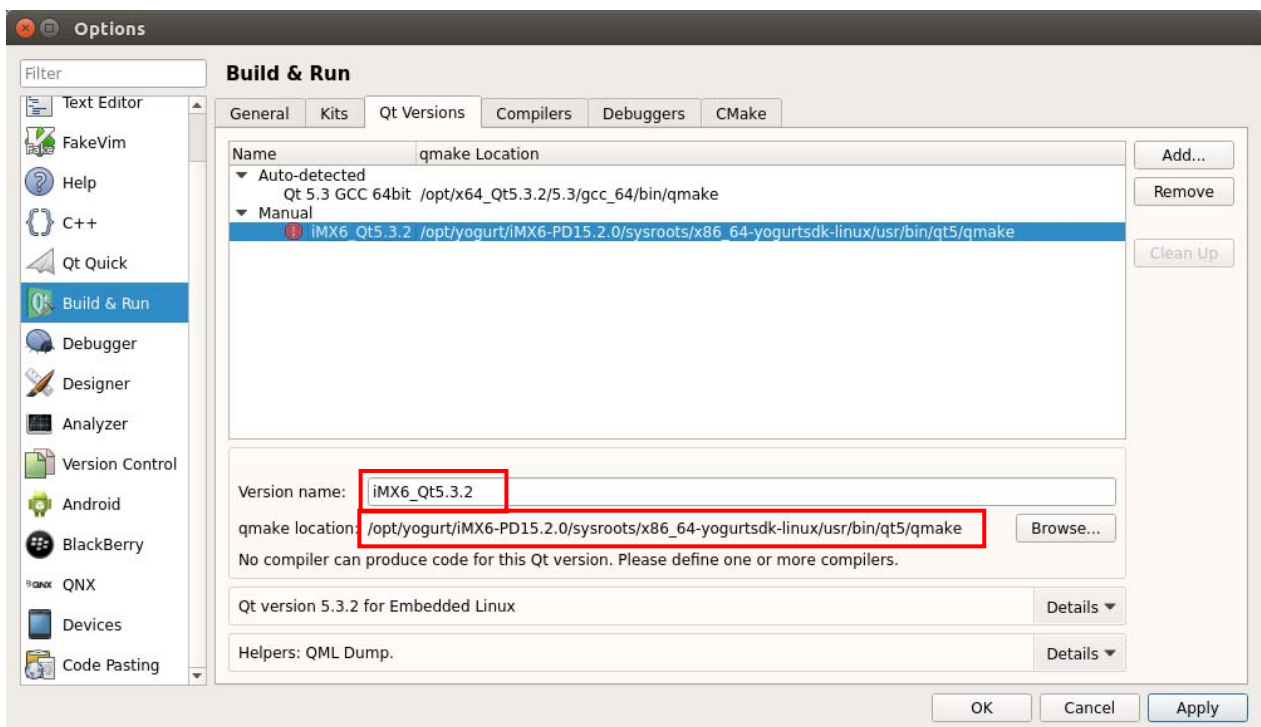 Options
Filter
Text Editor
FakeVim
Help
C++
Qt Quick
Build & Run
Debugger
Designer
Analyzer
Version Control
Android
BlackBerry
QNX
Devices
Code Pasting
Build & Run
General Kits Qt Versions Compilers Debuggers CMake
Name qmake Location
Auto-detected
Qt 5.3 GCC 64bit /opt/x64_Qt5.3.2/5.3/gcc_64/bin/qmake
Manual
iMX6_Qt5.3.2 /opt/yogurt/iMX6-PD15.2.0/sysroots/x86_64-yogurtsdk-linux/usr/bin/qt5/qmake
Add...
Remove
Clean Up
Version name: iMX6_Qt5.3.2
qmake location: /opt/yogurt/iMX6-PD15.2.0/sysroots/x86_64-yogurtsdk-linux/usr/bin/qt5/qmake Browse...
No compiler can produce code for this Qt version. Please define one or more compilers.
Qt version 5.3.2 for Embedded Linux Details
Helpers: QML Dump. Details
OK Cancel Apply